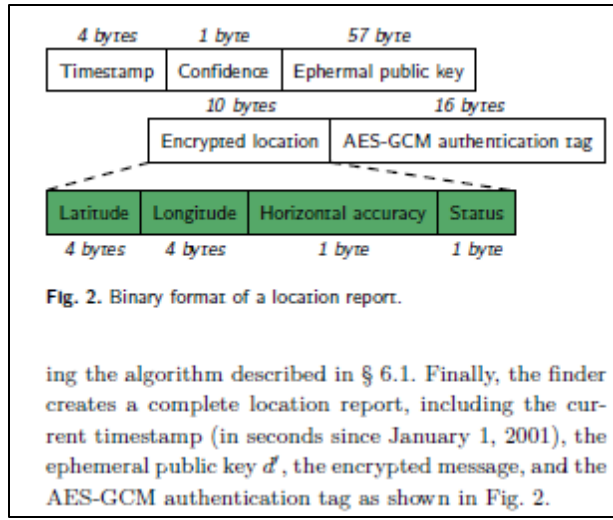 4 bytes 1 byte 57 byte
Timestamp Confidence Ephermal public key
10 bytes 16 bytes
Encrypted location AES-GCM authentication tag
Latitude Longitude Horizontal accuracy Status
4 bytes 4 bytes 1 byte 1 byte
Fig. 2. Binary format of a location report.
ing the algorithm described in § 6.1. Finally, the finder
creates a complete location report, including the cur-
rent timestamp (in seconds since January 1, 2001), the
ephemeral public key d′, the encrypted message, and the
AES-GCM authentication tag as shown in Fig. 2.